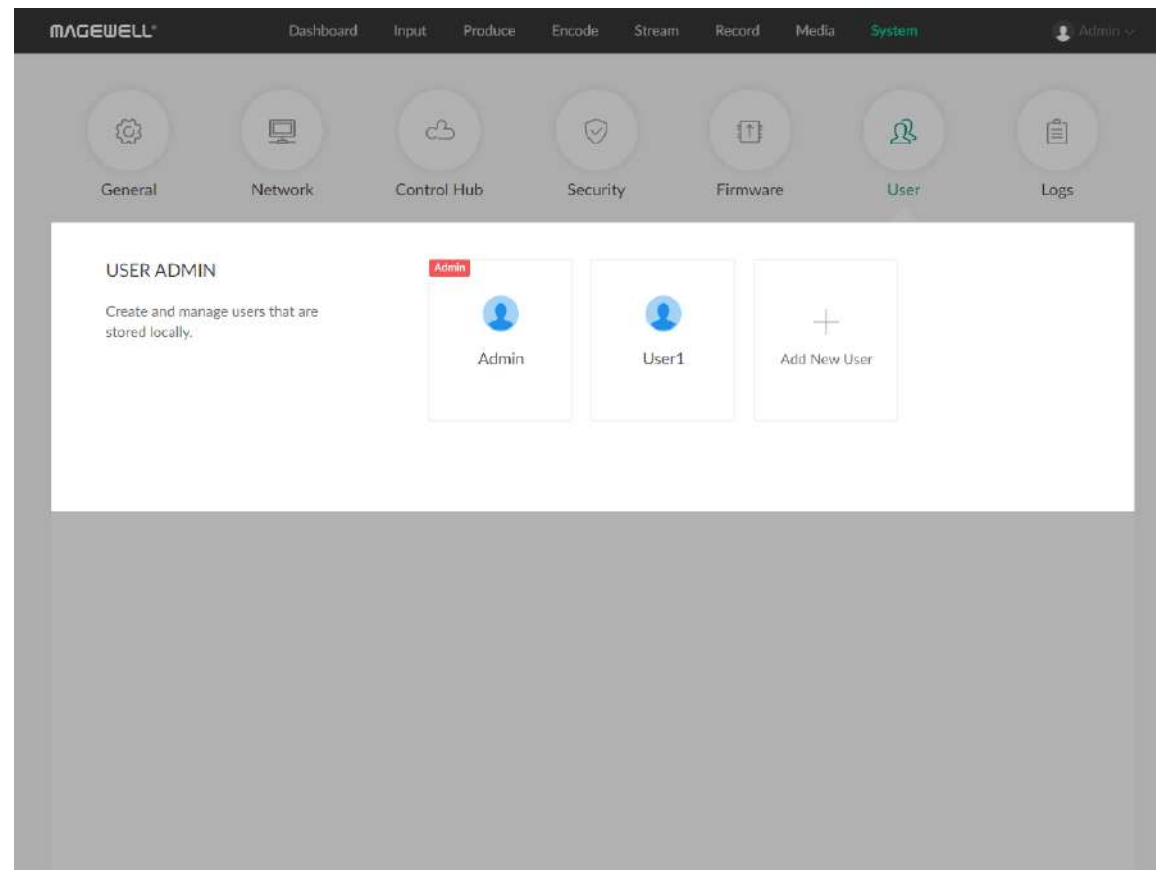 MAGEWELL®
Dashboard Input Produce Encode Stream Record Media System Admin
General Network Control Hub Security Firmware User Logs
USER ADMIN
Create and manage users that are
stored locally.
Admin
Admin
User1
Add New User